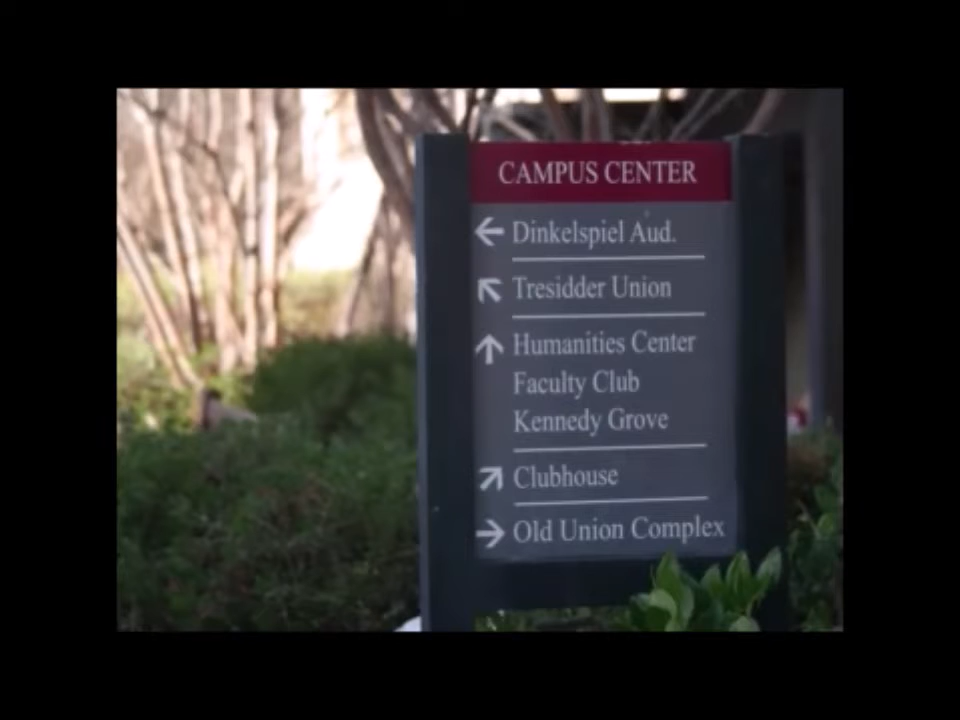 CAMPUS CENTER
← Dinkelspiel Aud.
↖ Tresidder Union
↑ Humanities Center
Faculty Club
Kennedy Grove
↗ Clubhouse
→ Old Union Complex